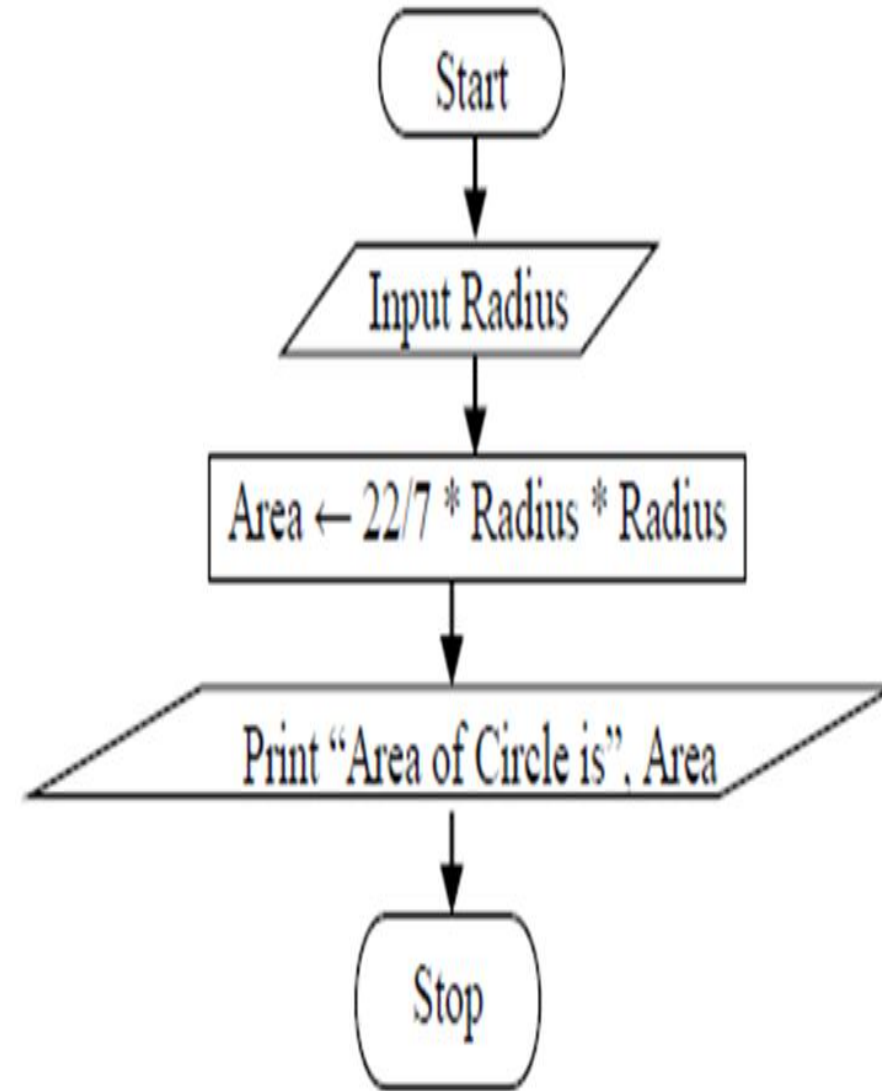 Start
Input Radius
Area ← 22/7 * Radius * Radius
Print “Area of Circle is”, Area
Stop